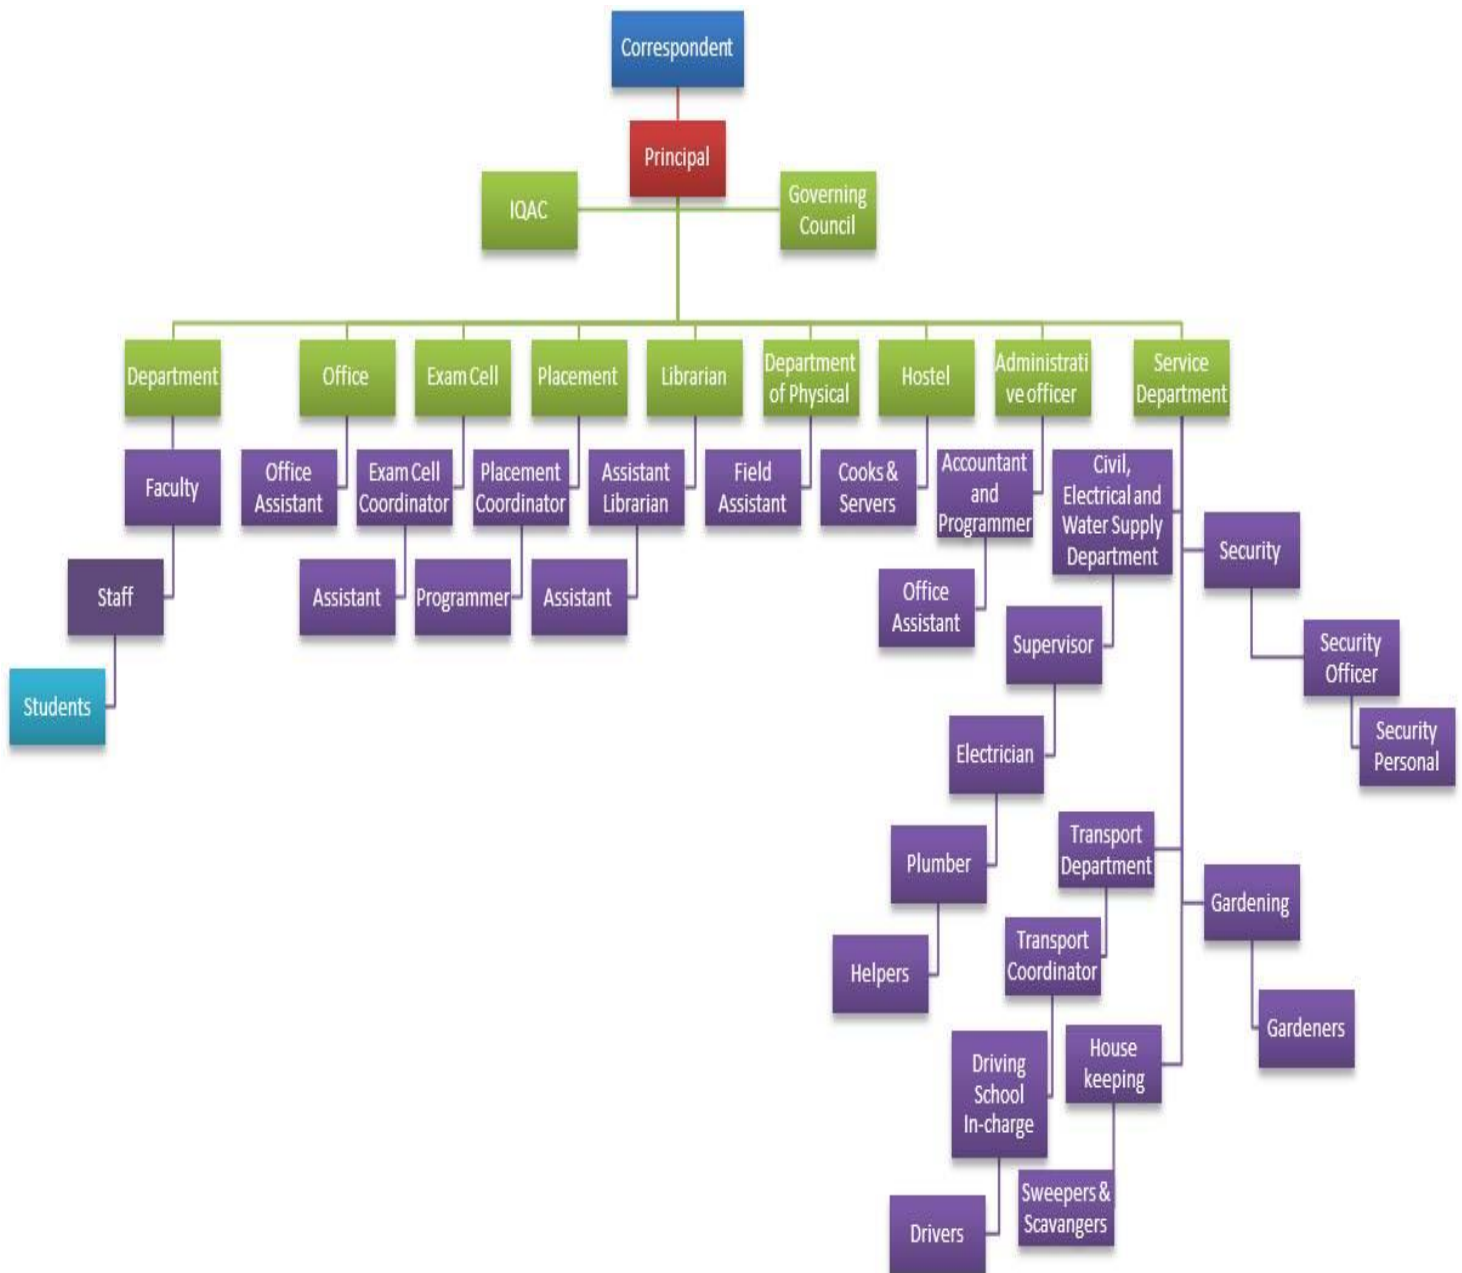 Correspondent
Principal
IQAC
Governing
Council
Department
Office
Exam Cell
Placement
Librarian
Department
of Physical
Hostel
Administrati
ve officer
Service
Department
Faculty
Office
Assistant
Exam Cell
Coordinator
Placement
Coordinator
Assistant
Librarian
Field
Assistant
Cooks &
Servers
Accountant
and
Programmer
Civil,
Electrical and
Water Supply
Department
Security
Staff
Assistant
Programmer
Assistant
Office
Assistant
Supervisor
Security
Officer
Students
Electrician
Security
Personal
Plumber
Transport
Department
Gardening
Helpers
Transport
Coordinator
Gardeners
Driving
School
In-charge
House
keeping
Drivers
Sweepers &
Scavangers